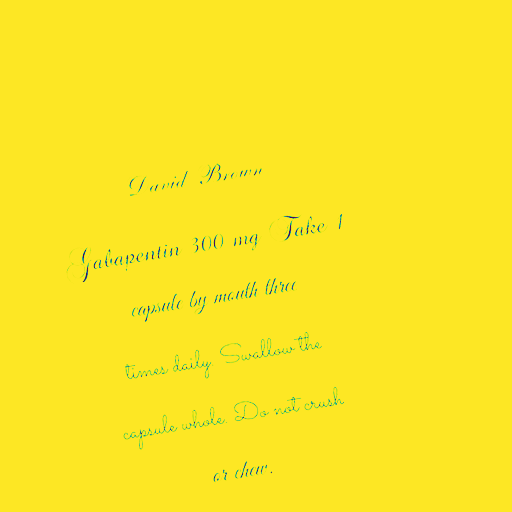 David Brown
Gabapentin 300 mg Take 1
capsule by mouth three
times daily. Swallow the
capsule whole. Do not crush
or chew.